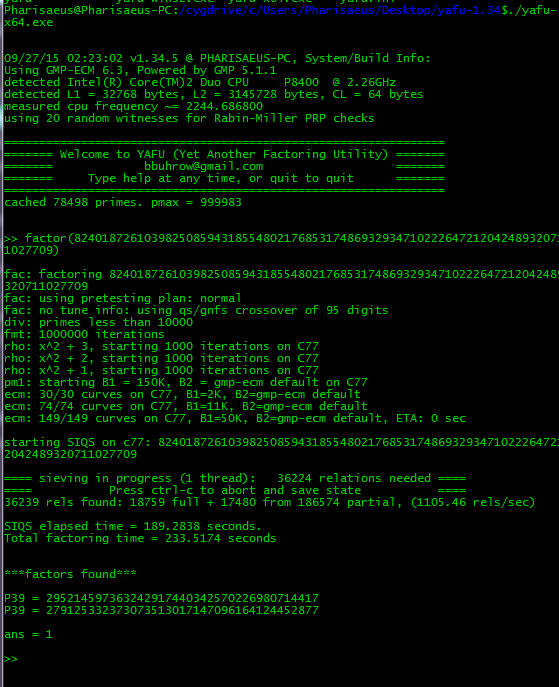 Pharisaeus@Pharisaeus-PC:/cygdrive/c/Users/Pharisaeus/Desktop/yafu-1.34$./yafu-
x64.exe
09/27/15 02:23:02 v1.34.5 @ PHARISAEUS-PC, System/Build Info:
Using GMP-ECM 6.3, Powered by GMP 5.1.1
detected Intel(R) Core(TM)2 Duo CPU     P8400  @ 2.26GHz
detected L1 = 32768 bytes, L2 = 3145728 bytes, CL = 64 bytes
measured cpu frequency ~= 2244.686800
using 20 random witnesses for Rabin-Miller PRP checks
===============================================================
======= Welcome to YAFU (Yet Another Factoring Utility) =======
=======             bbuhrow@gmail.com                   =======
=======     Type help at any time, or quit to quit      =======
===============================================================
cached 78498 primes. pmax = 999983
>> factor(8240187261039825085943185548021768531748693293471022264721204248932071
1027709)
fac: factoring 82401872610398250859431855480217685317486932934710222647212042489
320711027709
fac: using pretesting plan: normal
fac: no tune info: using qs/gnfs crossover of 95 digits
div: primes less than 10000
fmt: 1000000 iterations
rho: x^2 + 3, starting 1000 iterations on C77
rho: x^2 + 2, starting 1000 iterations on C77
rho: x^2 + 1, starting 1000 iterations on C77
pm1: starting B1 = 150K, B2 = gmp-ecm default on C77
ecm: 30/30 curves on C77, B1=2K, B2=gmp-ecm default
ecm: 74/74 curves on C77, B1=11K, B2=gmp-ecm default
ecm: 149/149 curves on C77, B1=50K, B2=gmp-ecm default, ETA: 0 sec
starting SIQS on c77: 8240187261039825085943185548021768531748693293471022264721
2042489320711027709
==== sieving in progress (1 thread):   36224 relations needed ====
====           Press ctrl-c to abort and save state           ====
36239 rels found: 18759 full + 17480 from 186574 partial, (1105.46 rels/sec)
SIQS elapsed time = 189.2838 seconds.
Total factoring time = 233.5174 seconds
***factors found***
P39 = 295214597363242917440342570226980714417
P39 = 279125332373073513017147096164124452877
ans = 1
>>